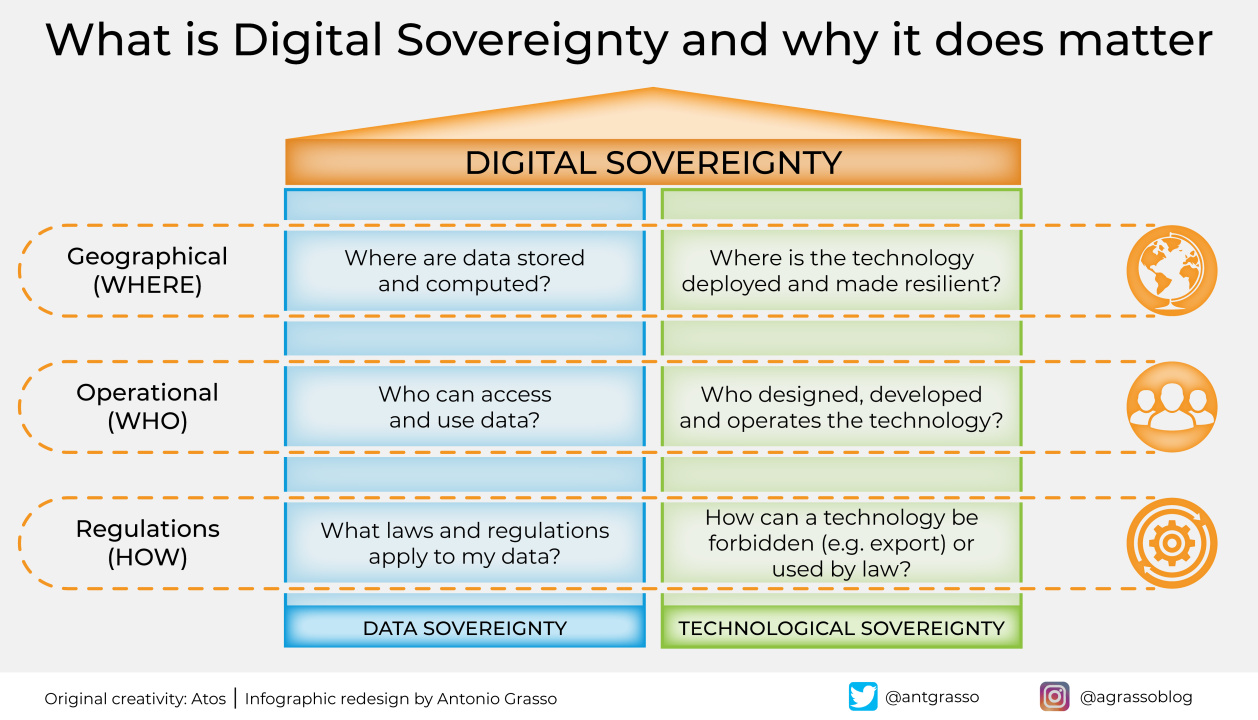 What is Digital Sovereignty and why it does matter
DIGITAL SOVEREIGNTY
Geographical
(WHERE)
Where are data stored
and computed?
Where is the technology
deployed and made resilient?
Operational
(WHO)
Who can access
and use data?
Who designed, developed
and operates the technology?
Regulations
(HOW)
What laws and regulations
apply to my data?
How can a technology be
forbidden (e.g. export) or
used by law?
DATA SOVEREIGNTY
TECHNOLOGICAL SOVEREIGNTY
Original creativity: Atos | Infographic redesign by Antonio Grasso
@antgrasso
@agrassoblog